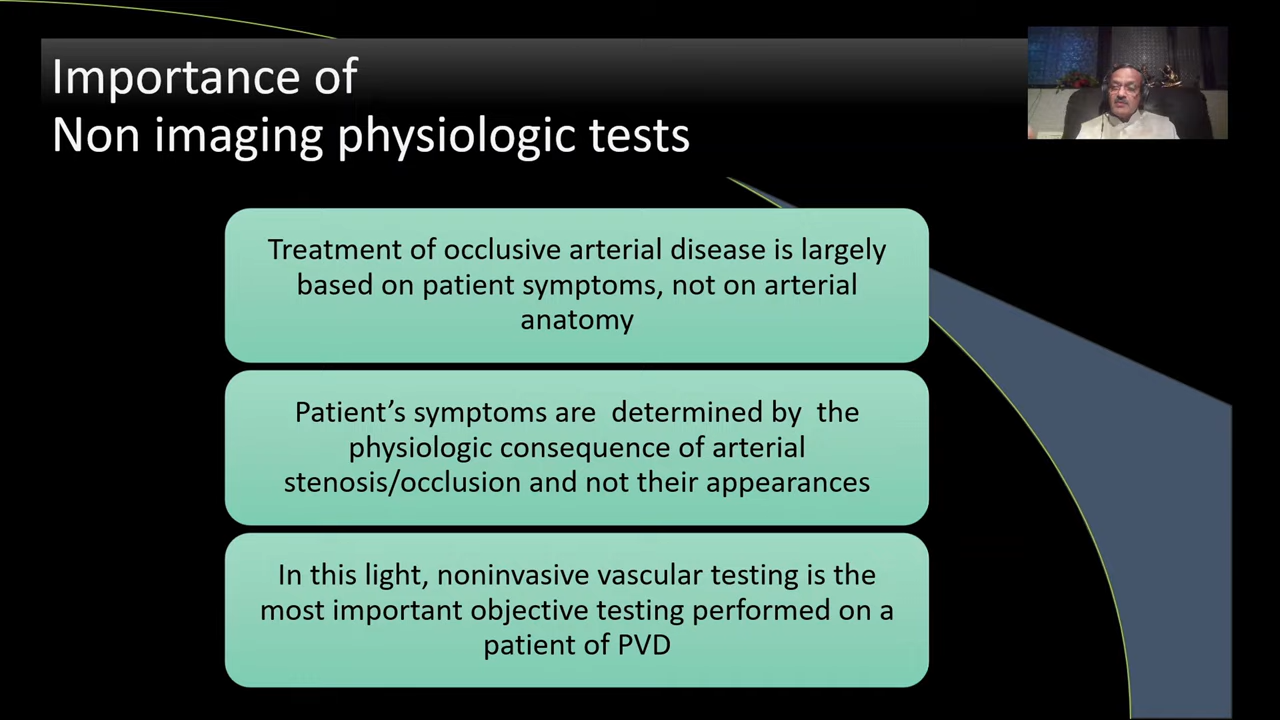 Importance of
Non imaging physiologic tests
Treatment of occlusive arterial disease is largely
based on patient symptoms, not on arterial
anatomy
Patient’s symptoms are determined by the
physiologic consequence of arterial
stenosis/occlusion and not their appearances
In this light, noninvasive vascular testing is the
most important objective testing performed on a
patient of PVD